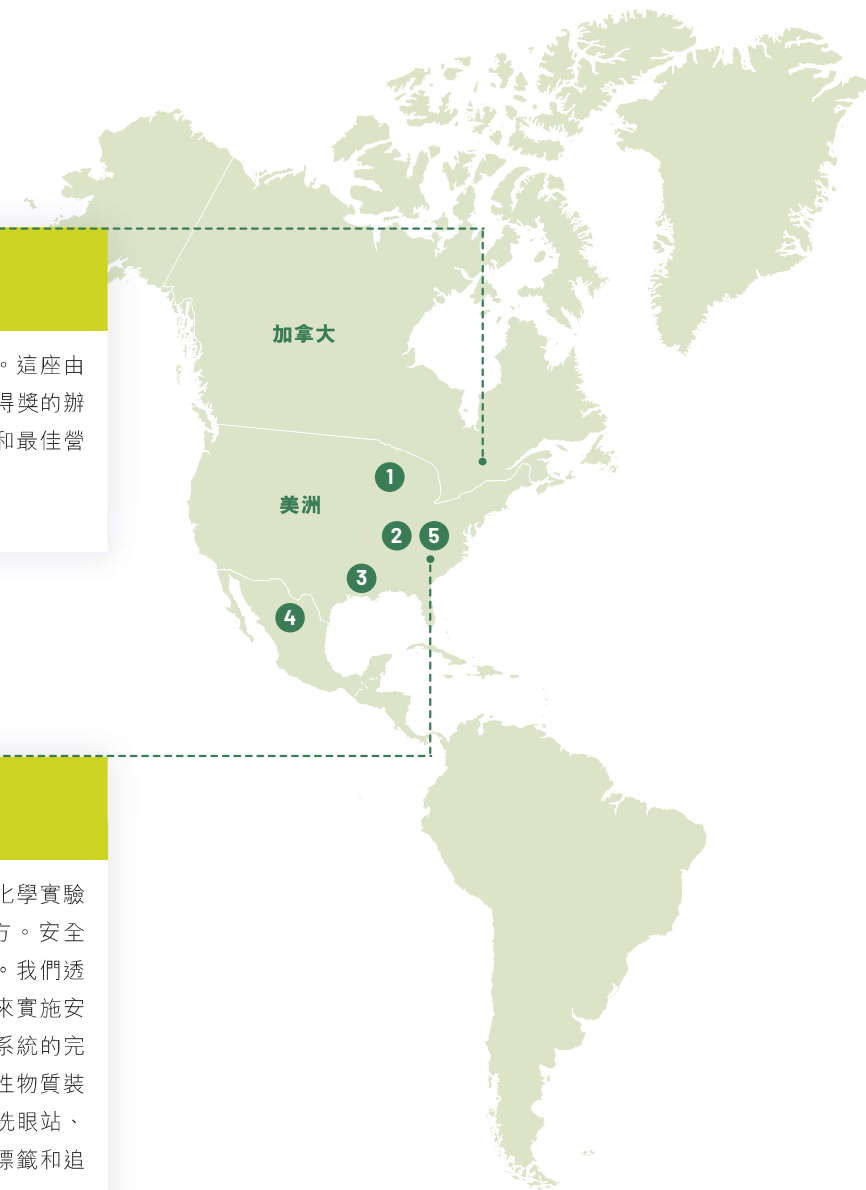 加拿大
。這座由
得獎的辦
和最佳營
1
美洲
2 5
3
4
化學實驗
方。安全
。我們透
來實施安
系統的完
性物質裝
洗眼站、
標籤和追